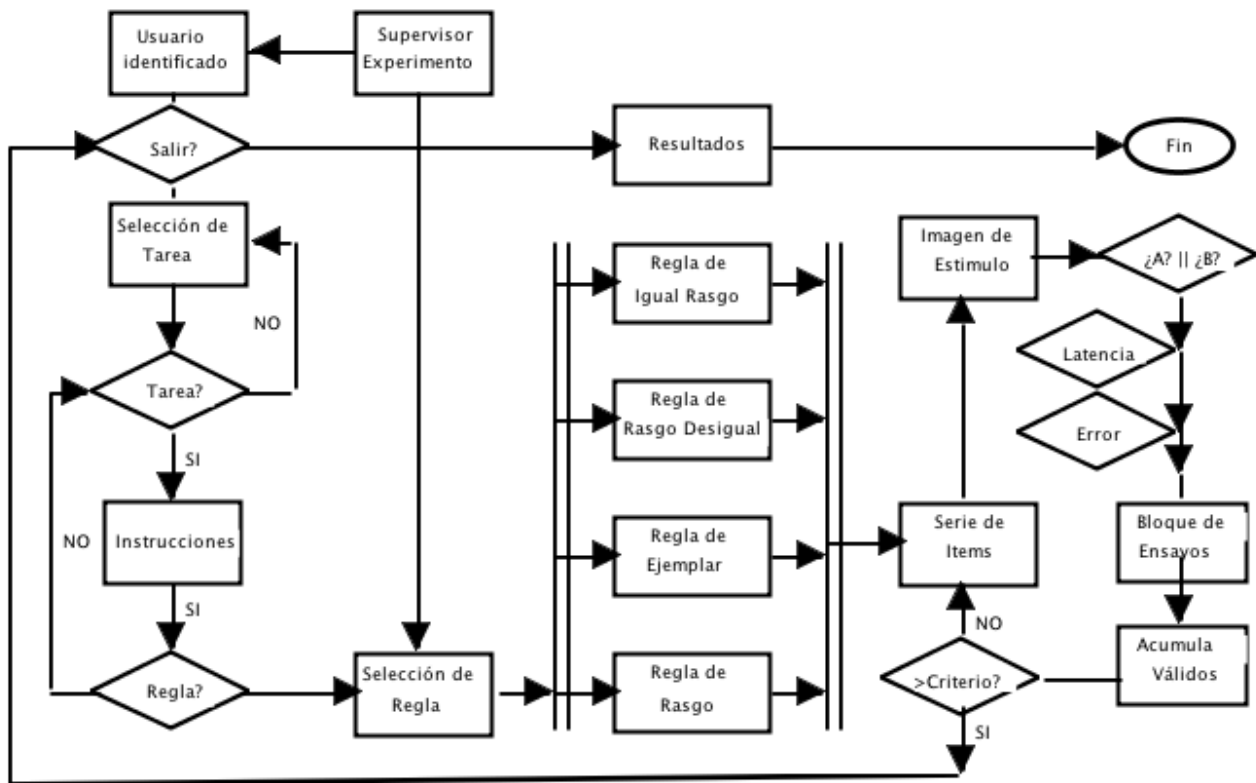 Usuario
identificado
Supervisor
Experimento
Salir?
Resultados
Fin
Selección de
Tarea
NO
Tarea?
SI
NO
Instrucciones
SI
Regla?
Selección de
Regla
Regla de
Igual Rasgo
Regla de
Rasgo Desigual
Regla de
Ejemplar
Regla de
Rasgo
Imagen de
Estimulo
¿A? || ¿B?
Latencia
Error
Serie de
Items
Bloque de
Ensayos
NO
Acumula
Válidos
>Criterio?
SI